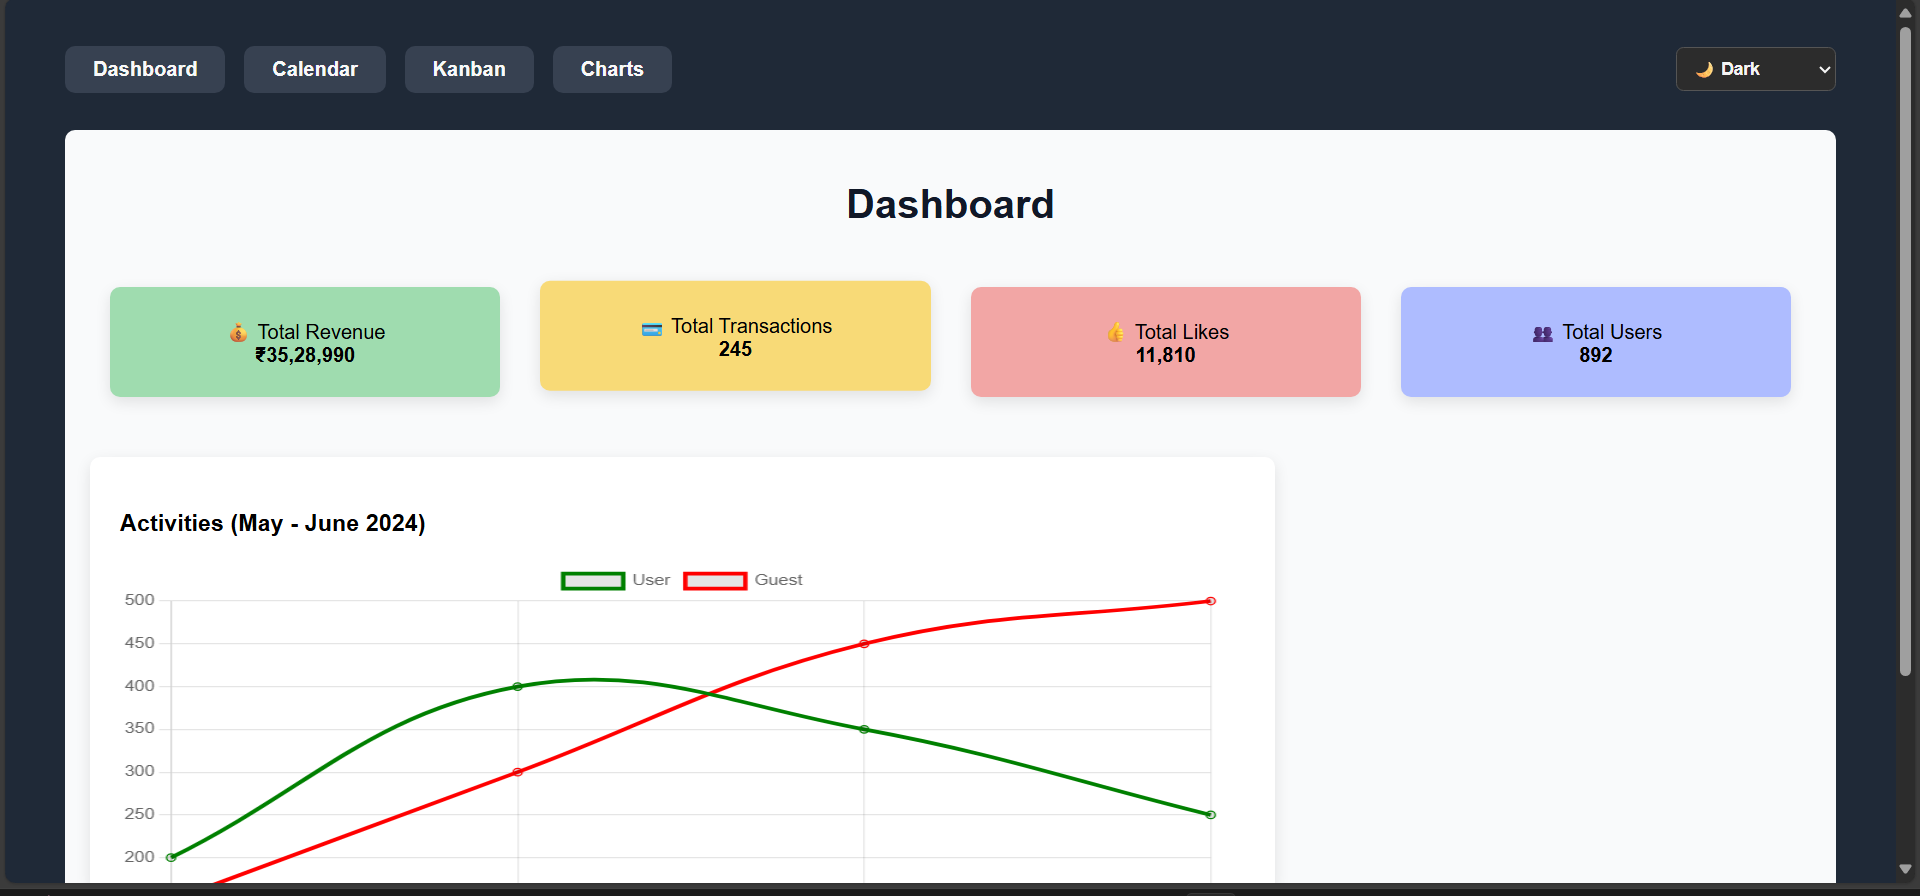 Dashboard
Calendar
Kanban
Charts
🌙 Dark
Dashboard
💰 Total Revenue
₹35,28,990
💳 Total Transactions
245
👍 Total Likes
11,810
👥 Total Users
892
Activities (May - June 2024)
User
Guest
500
450
400
350
300
250
200